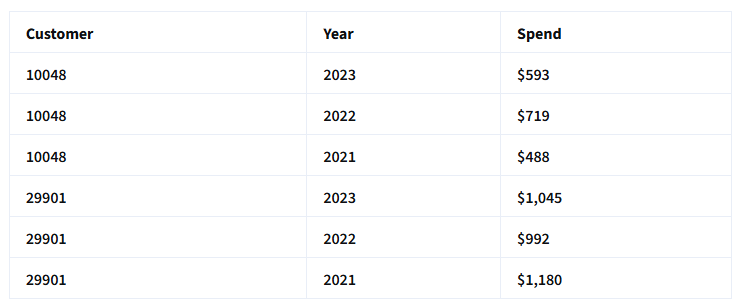 Customer Year Spend
10048 2023 $593
10048 2022 $719
10048 2021 $488
29901 2023 $1,045
29901 2022 $992
29901 2021 $1,180